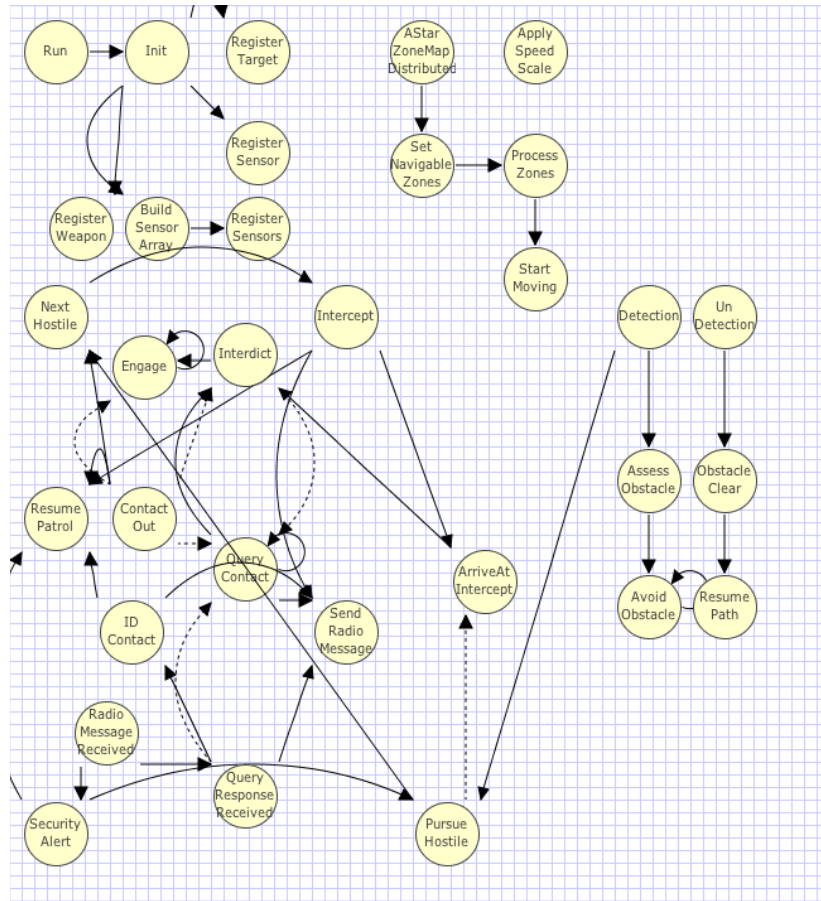 Run
Init
Register
Target
AStar
ZoneMap
Distributed
Apply
Speed
Scale
Register
Sensor
Set
Navigable
Zones
Process
Zones
Register
Weapon
Build
Sensor
Array
Register
Sensors
Start
Moving
Next
Hostile
Intercept
Detection
Un
Detection
Engage
Interdict
Assess
Obstacle
Obstacle
Clear
Resume
Patrol
Contact
Out
Query
Contact
ArriveAt
Intercept
Avoid
Obstacle
Resume
Path
ID
Contact
Send
Radio
Message
Radio
Message
Received
Query
Response
Received
Security
Alert
Pursue
Hostile